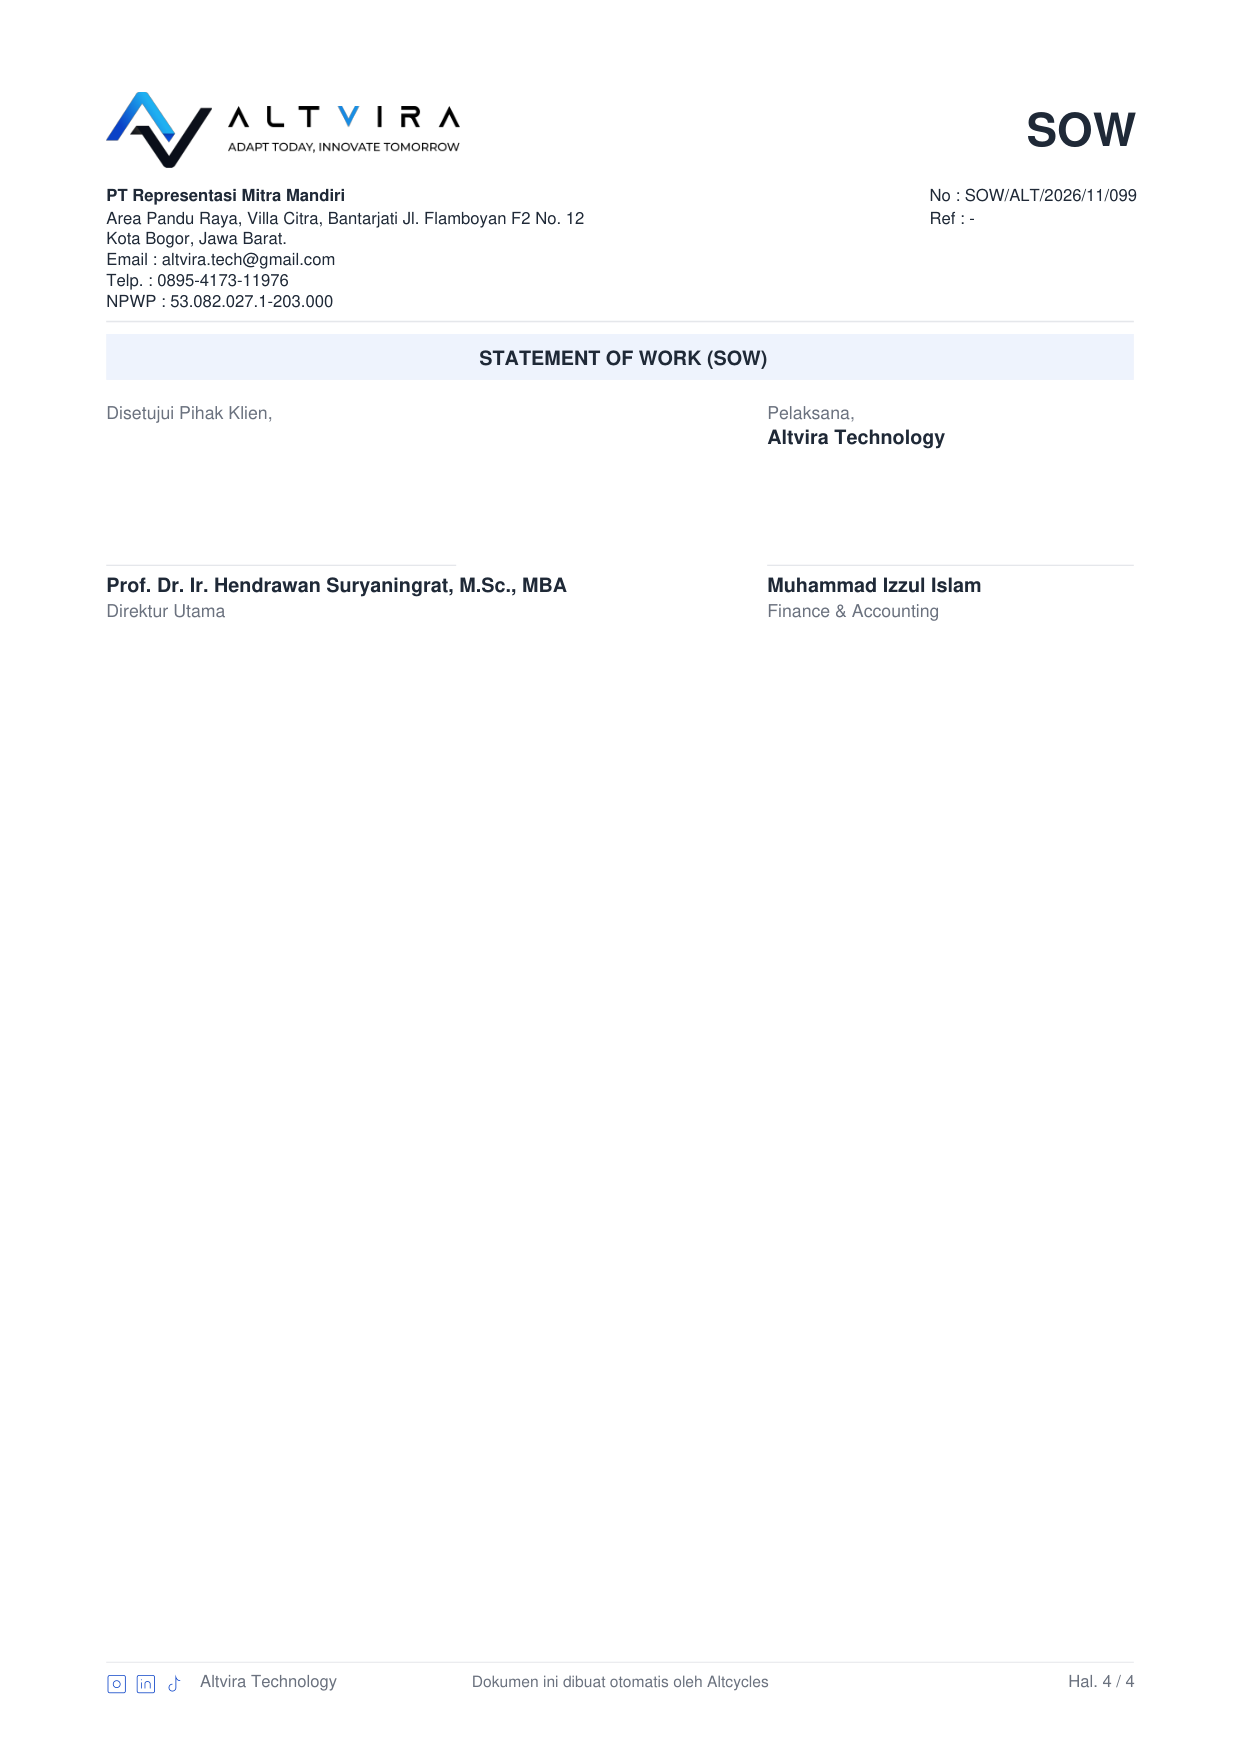 ALTVIRA
ADAPT TODAY, INNOVATE TOMORROW
SOW
PT Representasi Mitra Mandiri
Area Pandu Raya, Villa Citra, Bantarjati Jl. Flamboyan F2 No. 12
Kota Bogor, Jawa Barat.
Email : altvira.tech@gmail.com
Telp. : 0895-4173-11976
NPWP : 53.082.027.1-203.000
No : SOW/ALT/2026/11/099
Ref : -
STATEMENT OF WORK (SOW)
Disetujui Pihak Klien,
Pelaksana,
Altvira Technology
Prof. Dr. Ir. Hendrawan Suryaningrat, M.Sc., MBA
Direktur Utama
Muhammad Izzul Islam
Finance & Accounting
Altvira Technology
Dokumen ini dibuat otomatis oleh Altcycles
Hal. 4 / 4